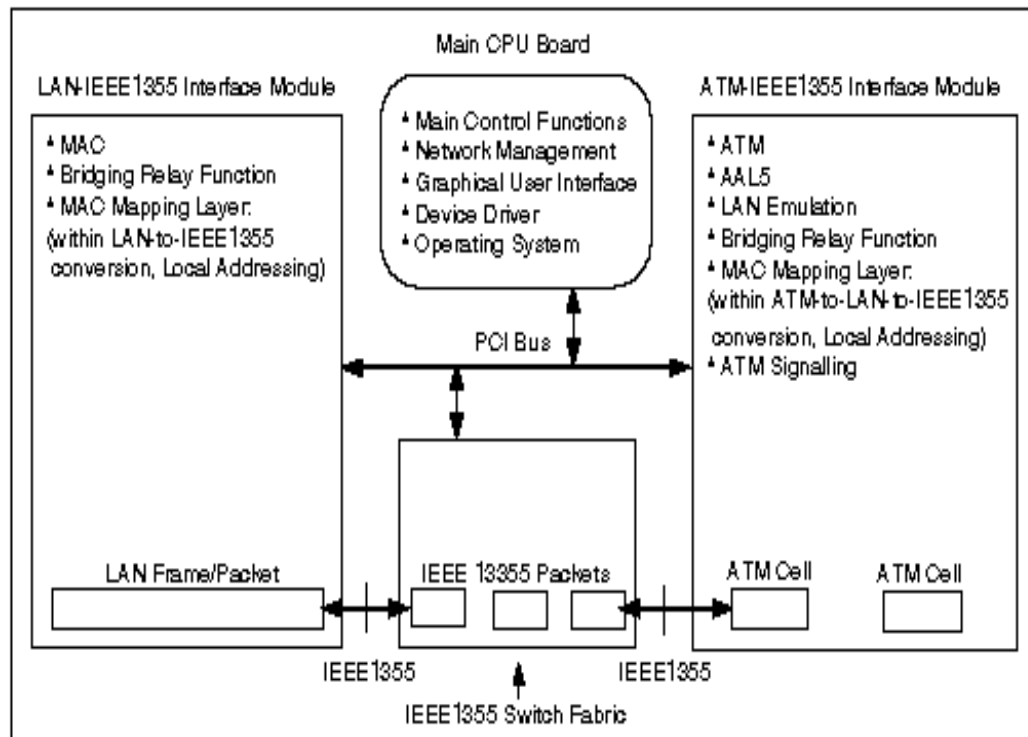 Main CPU Board
LAN-IEEE1355 Interface Module
ATM-IEEE1355 Interface Module
* MAC
* Bridging Relay Function
* MAC Mapping Layer:
(within LAN-to-IEEE1355
conversion, Local Addressing)
* Main Control Functions
* Network Management
* Graphical User Interface
* Device Driver
* Operating System
* ATM
* AAL5
* LAN Emulation
* Bridging Relay Function
* MAC Mapping Layer:
(within ATM-to-LAN-to-IEEE1355
conversion, Local Addressing)
* ATM Signalling
PCI Bus
LAN Frame/Packet
IEEE 13355 Packets
ATM Cell
ATM Cell
IEEE1355
IEEE1355
IEEE1355 Switch Fabric